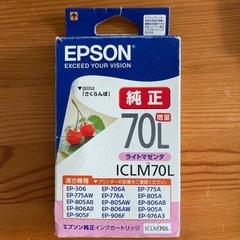 EPSON
EXCEED YOUR VISION
目印は
「さくらんぼ」
純正
70L
増量
ライトマゼンタ
ICLM70L
適合機種
EP-306 EP-706A EP-775A
EP-775AW EP-776A EP-805A
EP-805AR EP-805AW EP-806AB
EP-806AR EP-806AW EP-905A
EP-905F EP-906F EP-976A3
エプソン純正インクカートリッジ
ICLM70L